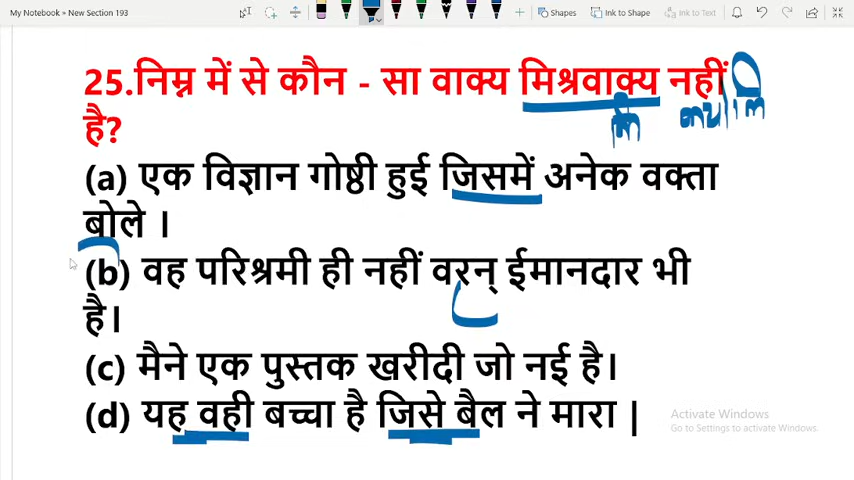 My Notebook » New Section 193
Shapes
Ink to Shape
Ink to Text
25.निम्न में से कौन - सा वाक्य मिश्रवाक्य नहीं
है?
(a) एक विज्ञान गोष्ठी हुई जिसमें अनेक वक्ता
बोले ।
(b) वह परिश्रमी ही नहीं वरन् ईमानदार भी
है।
(c) मैने एक पुस्तक खरीदी जो नई है।
(d) यह वही बच्चा है जिसे बैल ने मारा |
Activate Windows
Go to Settings to activate Windows.